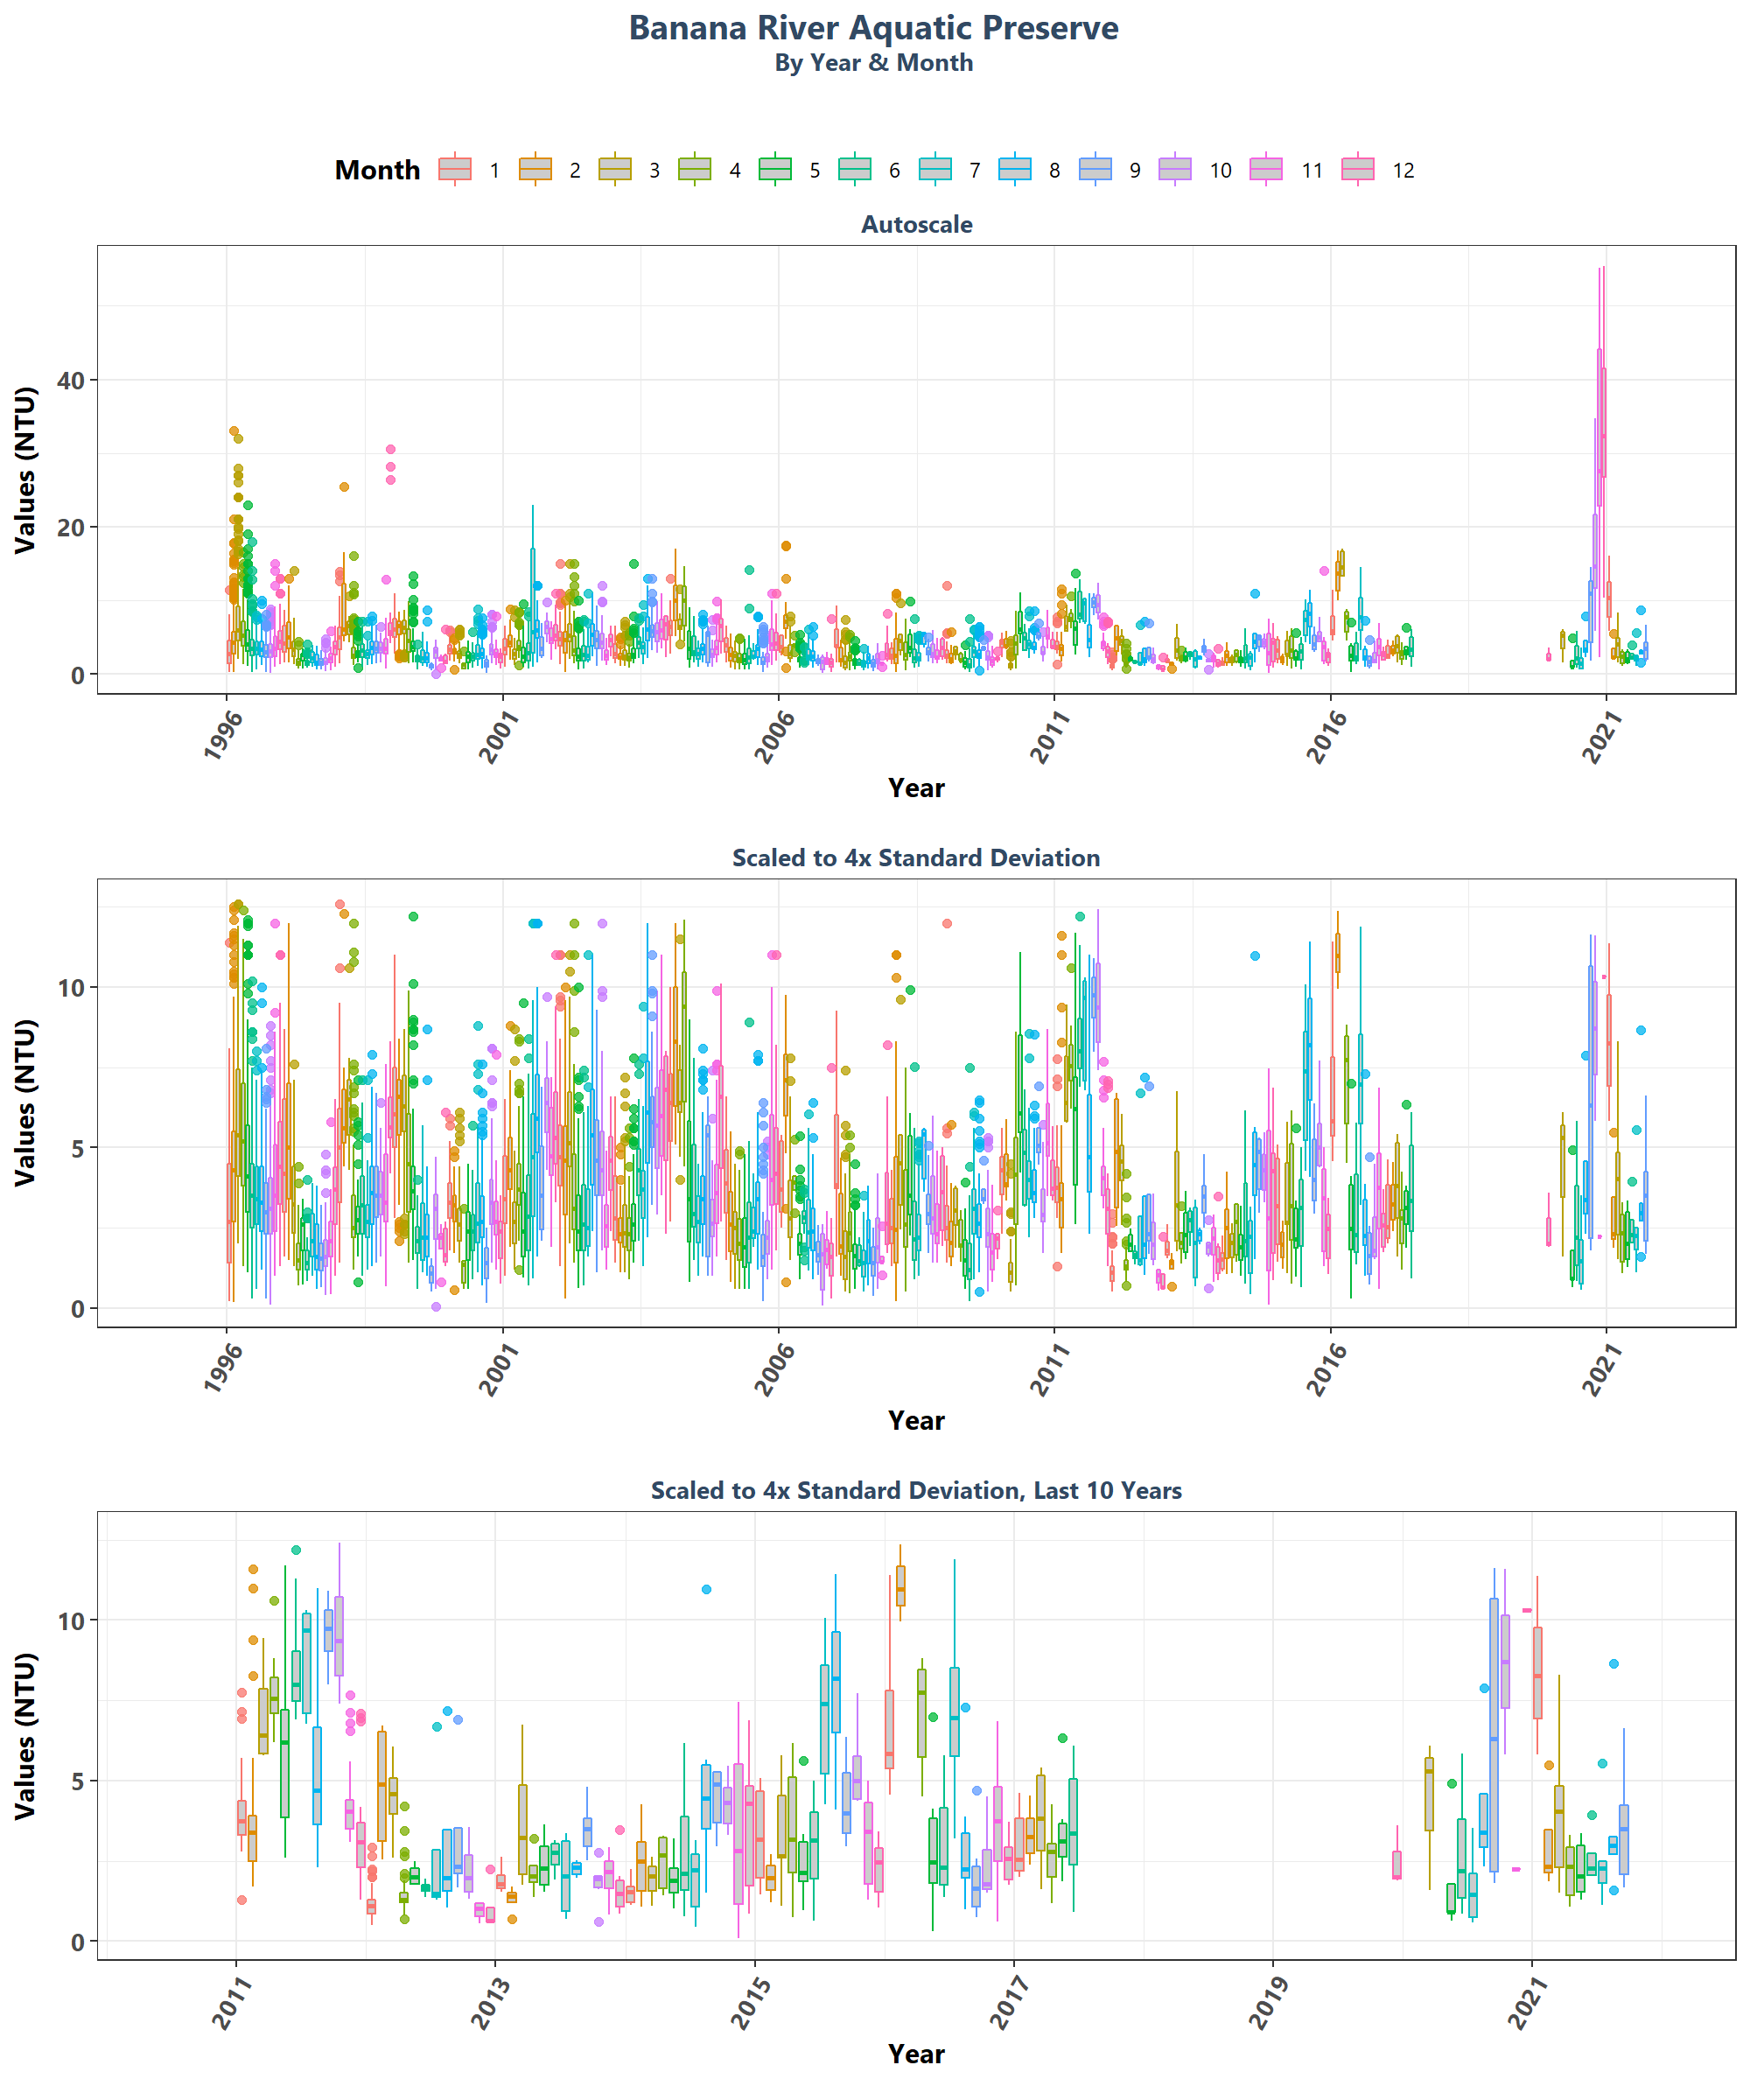 Banana River Aquatic Preserve
By Year & Month
Month 1 2 3 4 5 6 7 8 9 10 11 12
Autoscale
Values (NTU)
40
20
0
1996 2001 2006 2011 2016 2021
Year
Scaled to 4x Standard Deviation
Values (NTU)
10
5
0
1996 2001 2006 2011 2016 2021
Year
Scaled to 4x Standard Deviation, Last 10 Years
Values (NTU)
10
5
0
2011 2013 2015 2017 2019 2021
Year